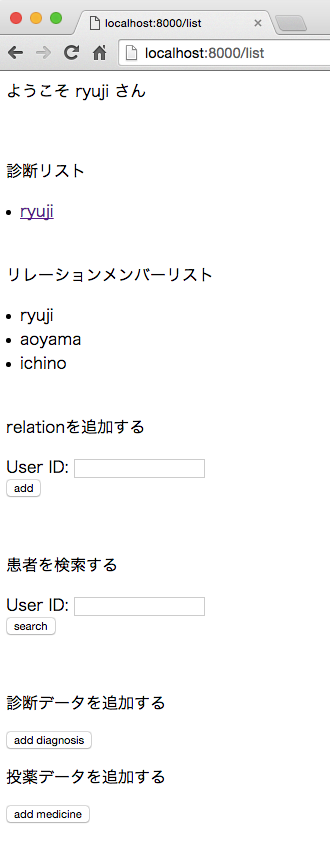 localhost:8000/list
localhost:8000/list
ようこそ ryuji さん
診断リスト
• ryuji
リレーションメンバーリスト
• ryuji
• aoyama
• ichino
relationを追加する
User ID:
add
患者を検索する
User ID:
search
診断データを追加する
add diagnosis
投薬データを追加する
add medicine